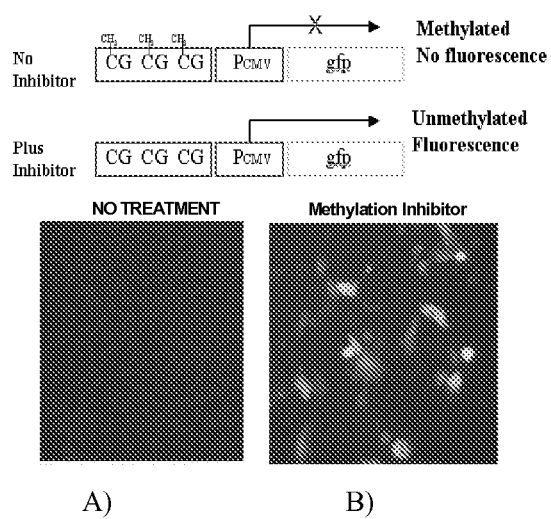 CH3 CH3 CH3
No Inhibitor
CG CG CG
PCMV
gfp
X
Methylated
No fluorescence
Plus Inhibitor
CG CG CG
PCMV
gfp
Unmethylated
Fluorescence
NO TREATMENT
Methylation Inhibitor
A)
B)